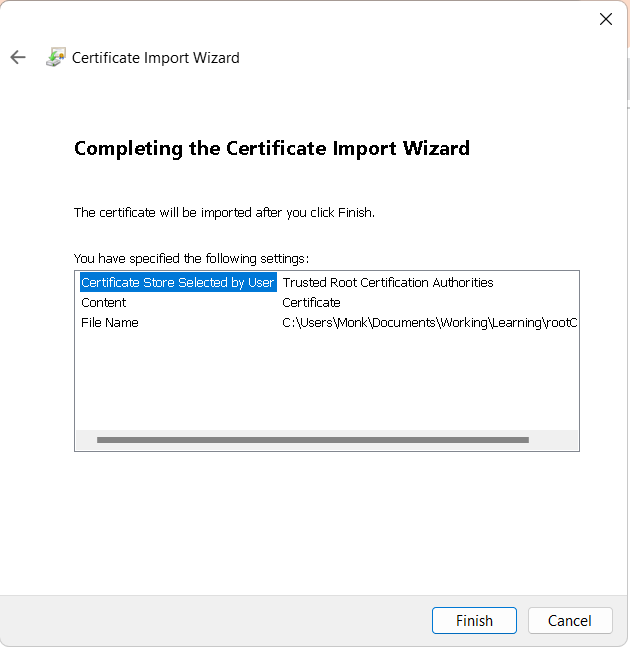 Certificate Import Wizard
Completing the Certificate Import Wizard
The certificate will be imported after you click Finish.
You have specified the following settings:
Certificate Store Selected by User Trusted Root Certification Authorities
Content Certificate
File Name C:\Users\Monk\Documents\Working\Learning\rootC
Finish Cancel